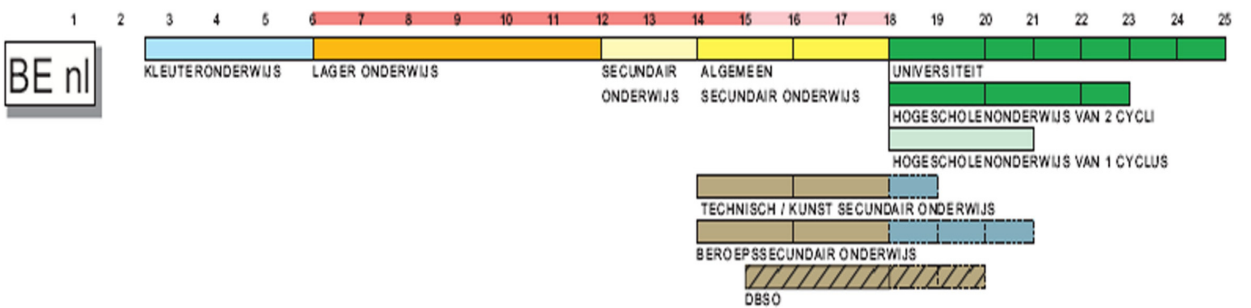 1 2 3 4 5 6 7 8 9 10 11 12 13 14 15 16 17 18 19 20 21 22 23 24 25
BE nl
KLEUTERONDERWIJS LAGER ONDERWIJS SECUNDAIR ALGEMEEN UNIVERSITEIT
ONDERWIJS SECUNDAIR ONDERWIJS
HOGESCHOLENONDERWIJS VAN 2 CYCLI
HOGESCHOLENONDERWIJS VAN 1 CYCLUS
TECHNISCH / KUNST SECUNDAIR ONDERWIJS
BEROEPSSECUNDAIR ONDERWIJS
DBSO